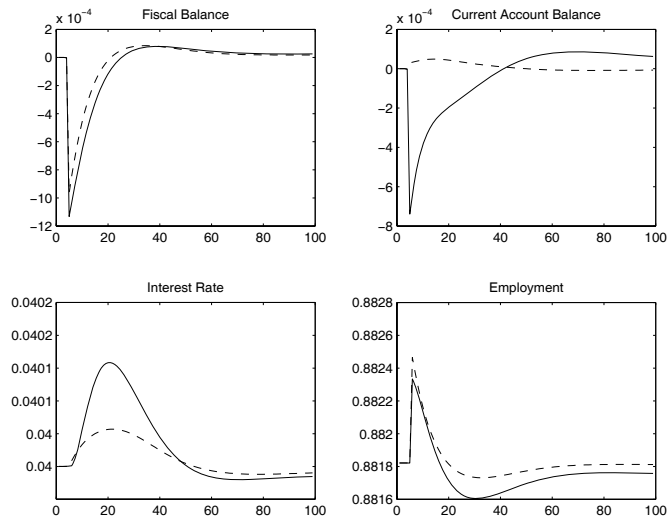 Fiscal Balance
x 10⁻⁴
2
0
−2
−4
−6
−8
−10
−12
0 20 40 60 80 100
Current Account Balance
x 10⁻⁴
2
0
−2
−4
−6
−8
0 20 40 60 80 100
Interest Rate
0.0402
0.0402
0.0401
0.0401
0.04
0.04
0 20 40 60 80 100
Employment
0.8828
0.8826
0.8824
0.8822
0.882
0.8818
0.8816
0 20 40 60 80 100